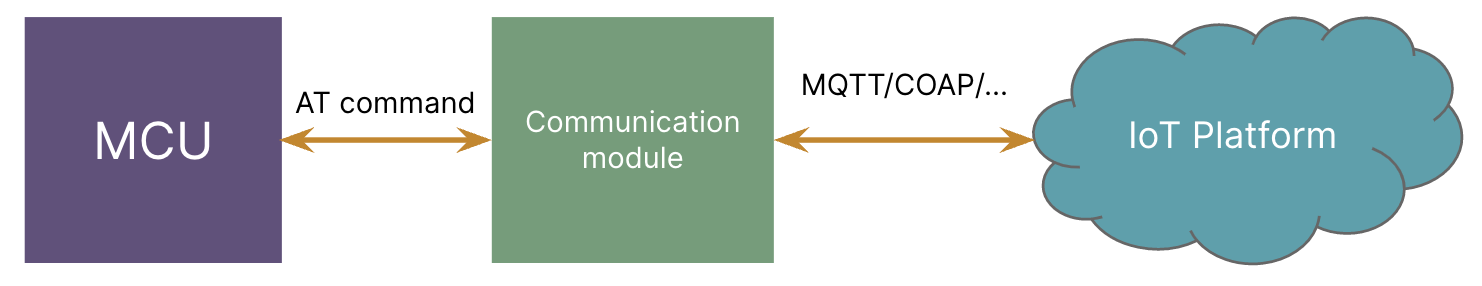 MCU
AT command
Communication
module
MQTT/COAP/...
IoT Platform